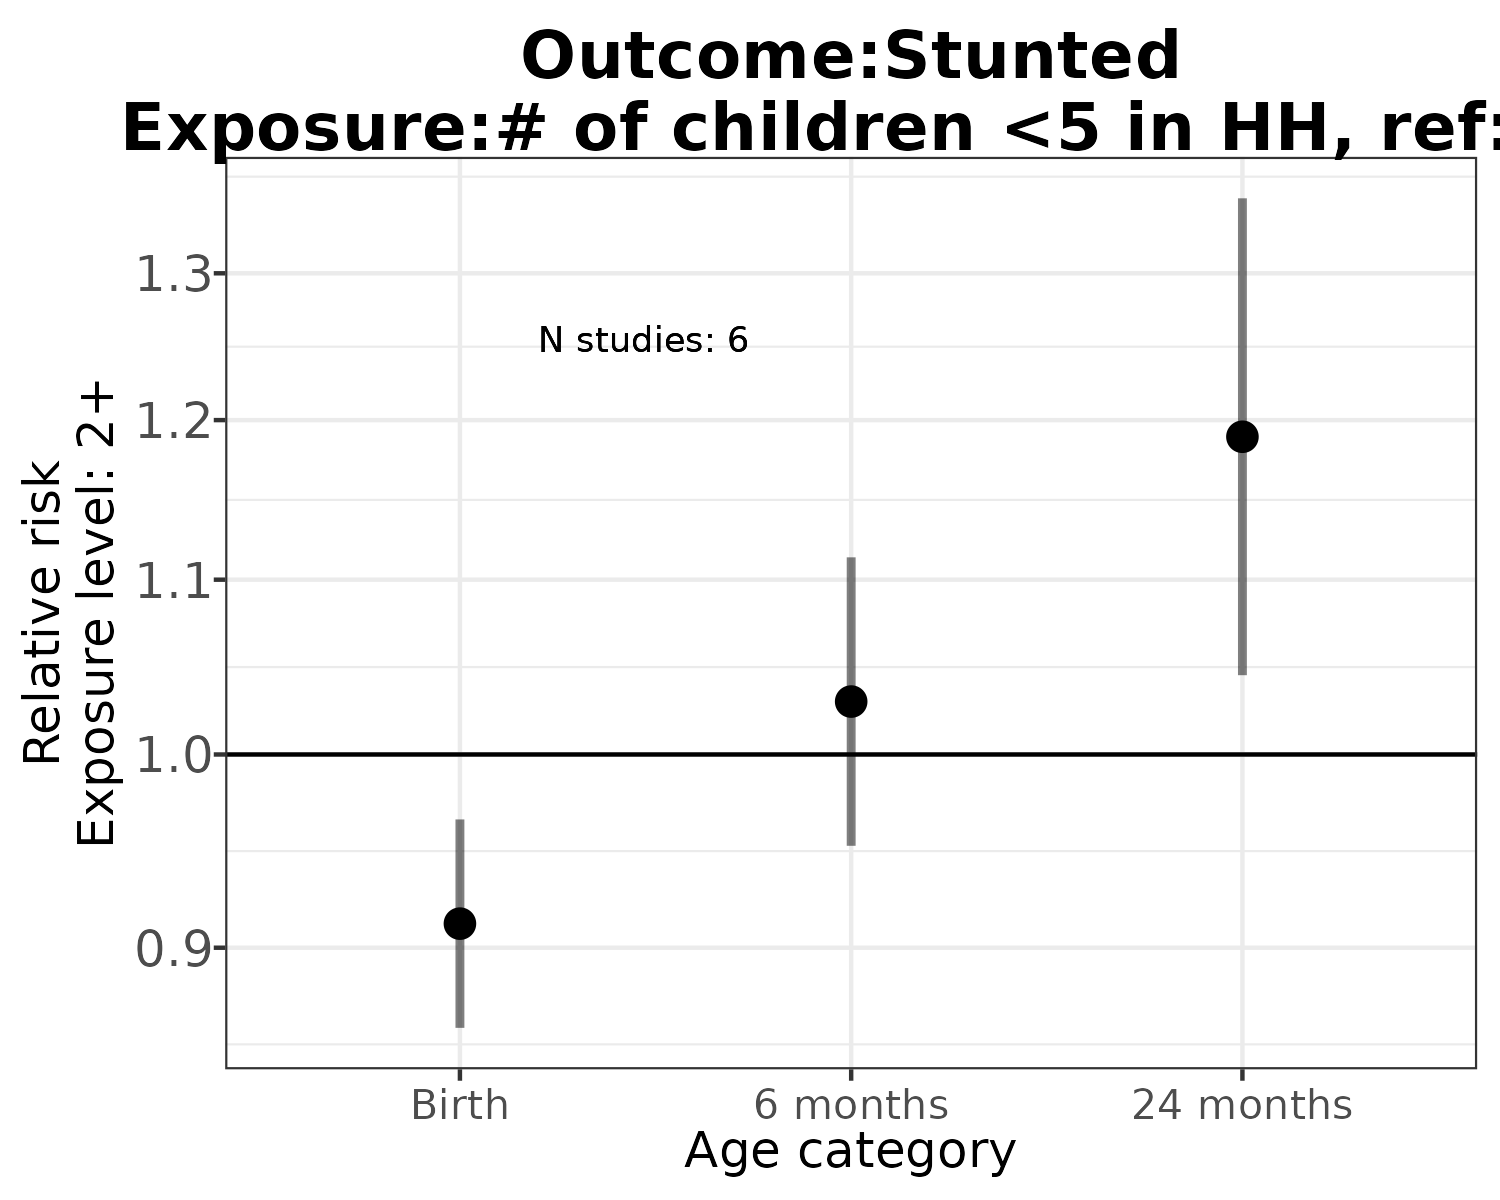 Outcome:Stunted
Exposure:# of children <5 in HH, ref:
1.3
1.2
1.1
1.0
0.9
N studies: 6
Relative risk
Exposure level: 2+
Birth
6 months
24 months
Age category